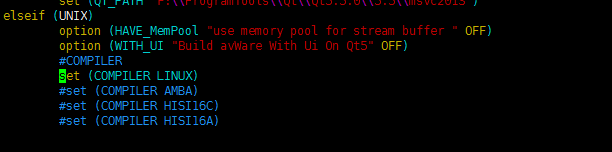 set (QT_PATH "F:\\ProgramTools\\Qt\\Qt5.5.0\\5.5\\msvc2013")
elseif (UNIX)
option (HAVE_MemPool "use memory pool for stream buffer " OFF)
option (WITH_UI "Build avWare With Ui On Qt5" OFF)
#COMPILER
set (COMPILER LINUX)
#set (COMPILER AMBA)
#set (COMPILER HISI16C)
#set (COMPILER HISI16A)